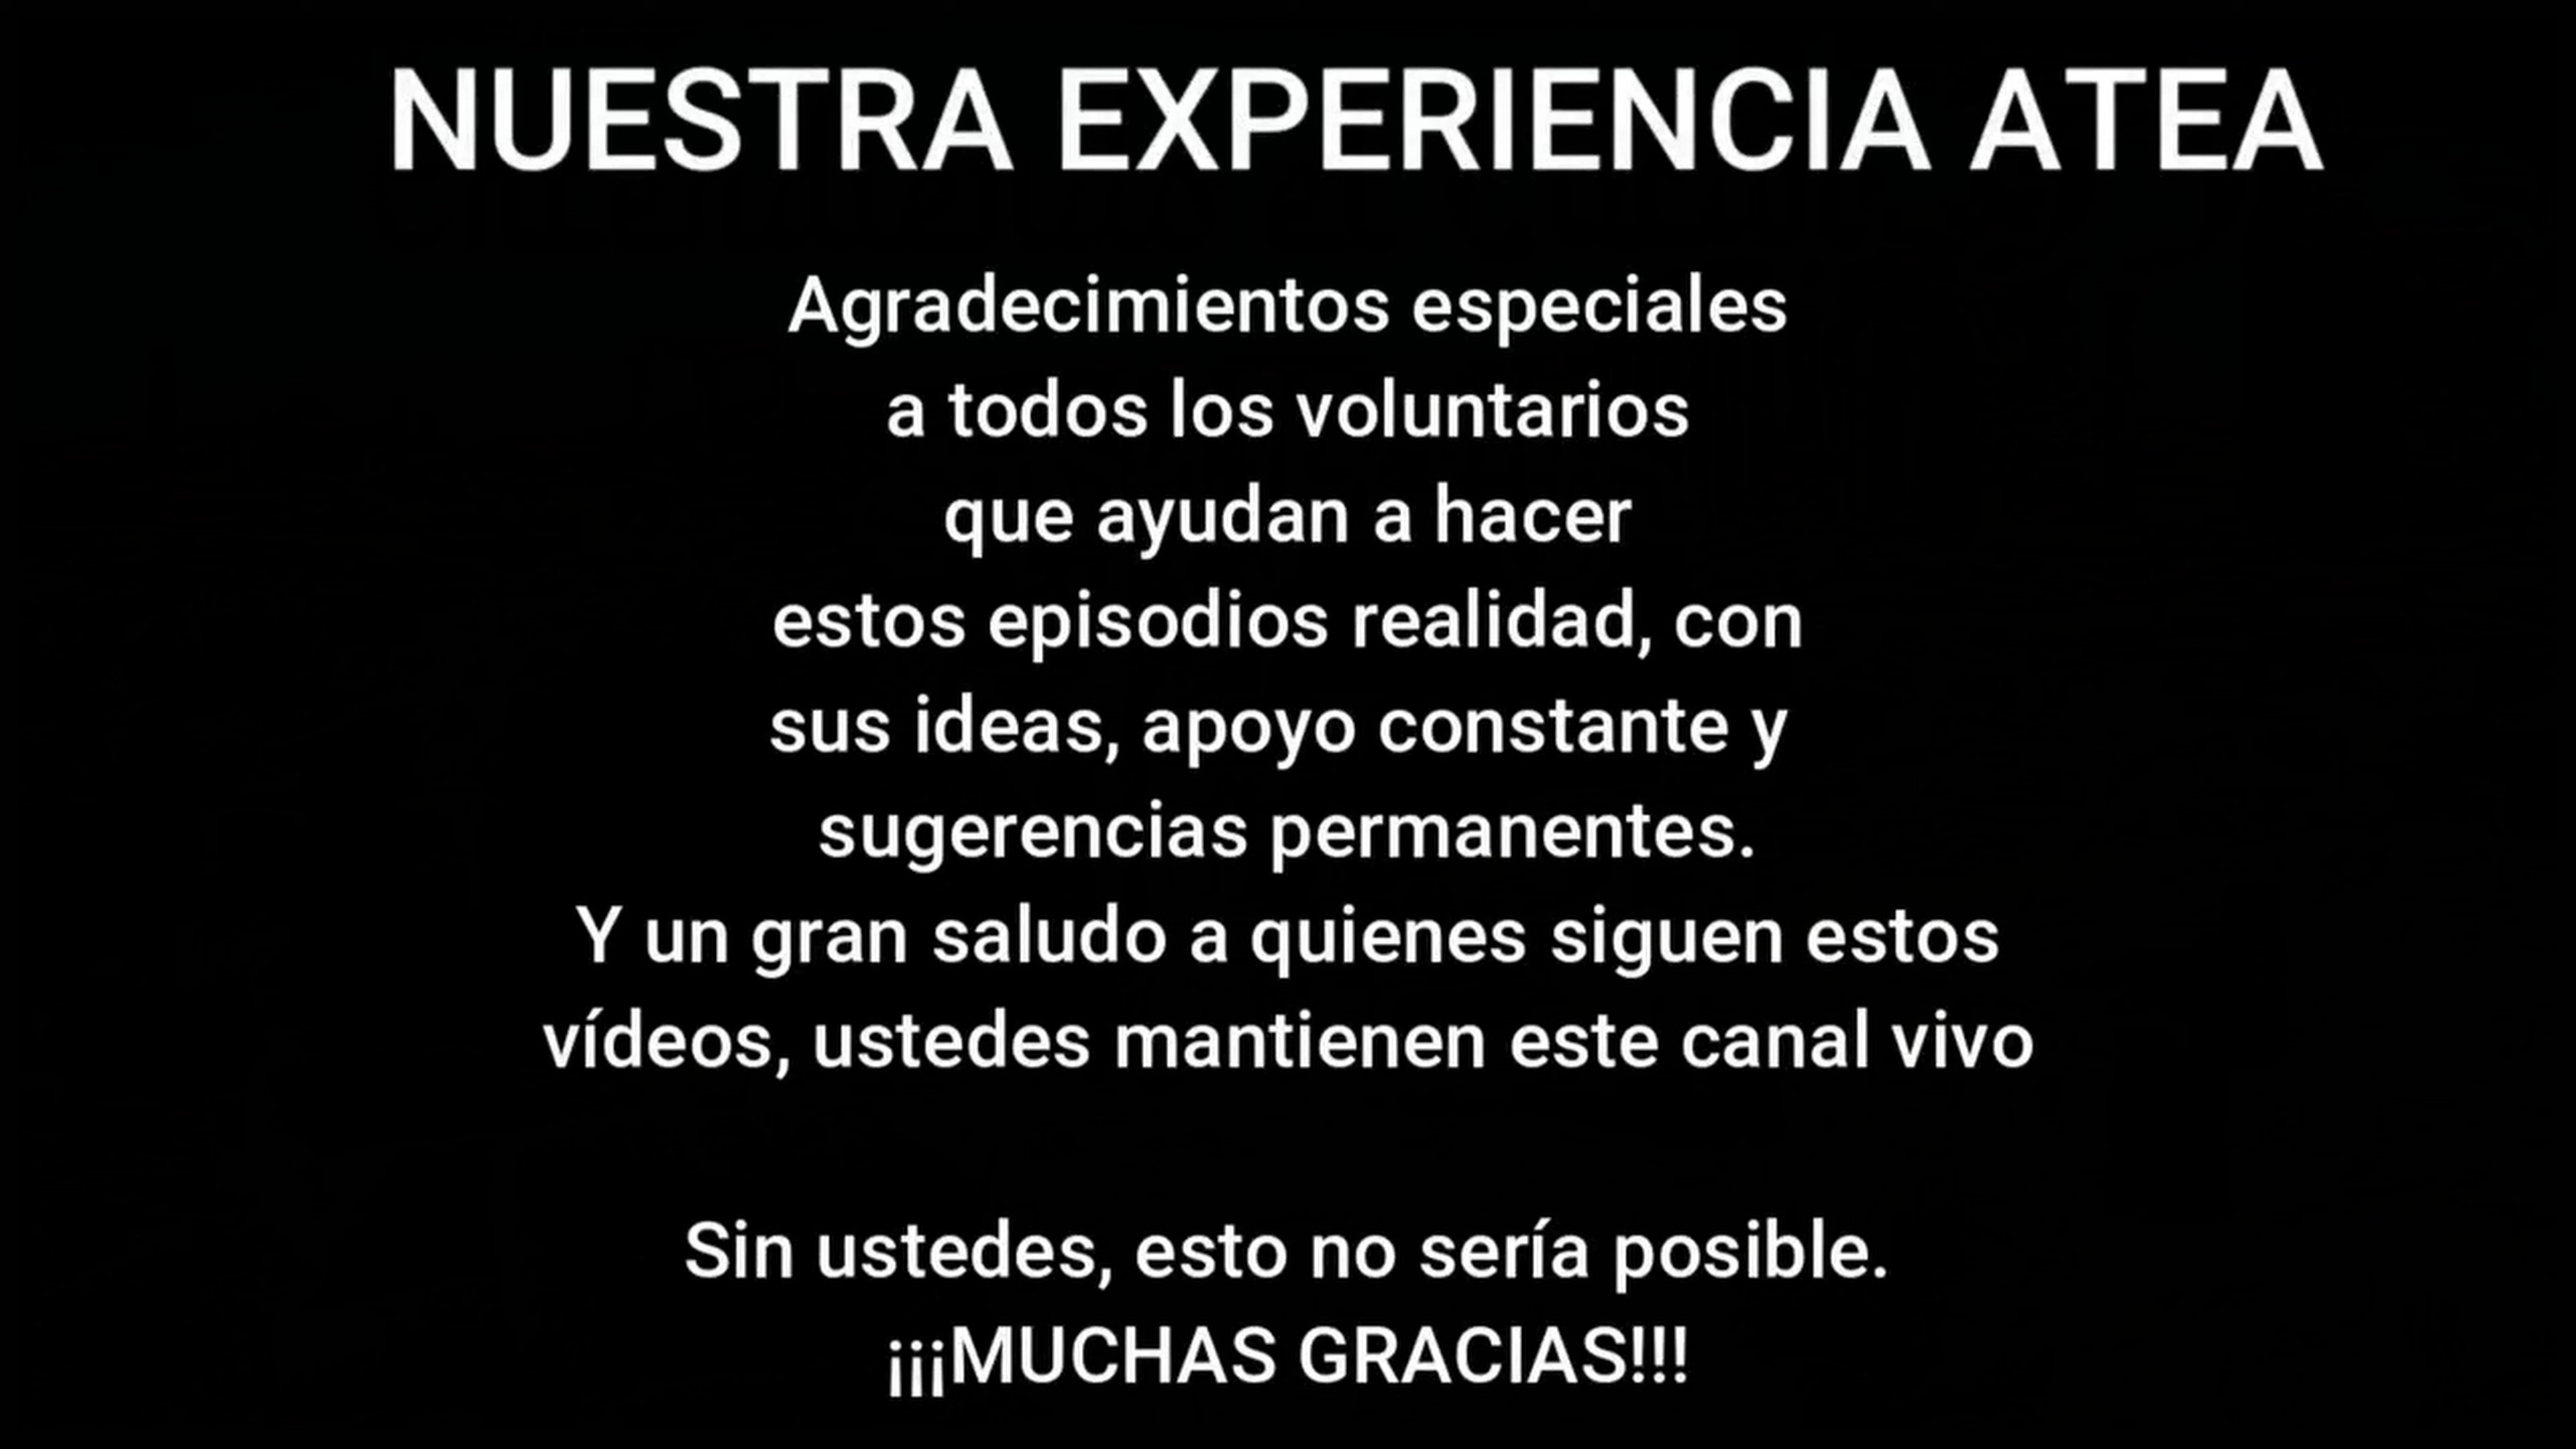 NUESTRA EXPERIENCIA ATEA
Agradecimientos especiales
a todos los voluntarios
que ayudan a hacer
estos episodios realidad, con
sus ideas, apoyo constante y
sugerencias permanentes.
Y un gran saludo a quienes siguen estos
vídeos, ustedes mantienen este canal vivo
Sin ustedes, esto no sería posible.
¡¡¡MUCHAS GRACIAS!!!